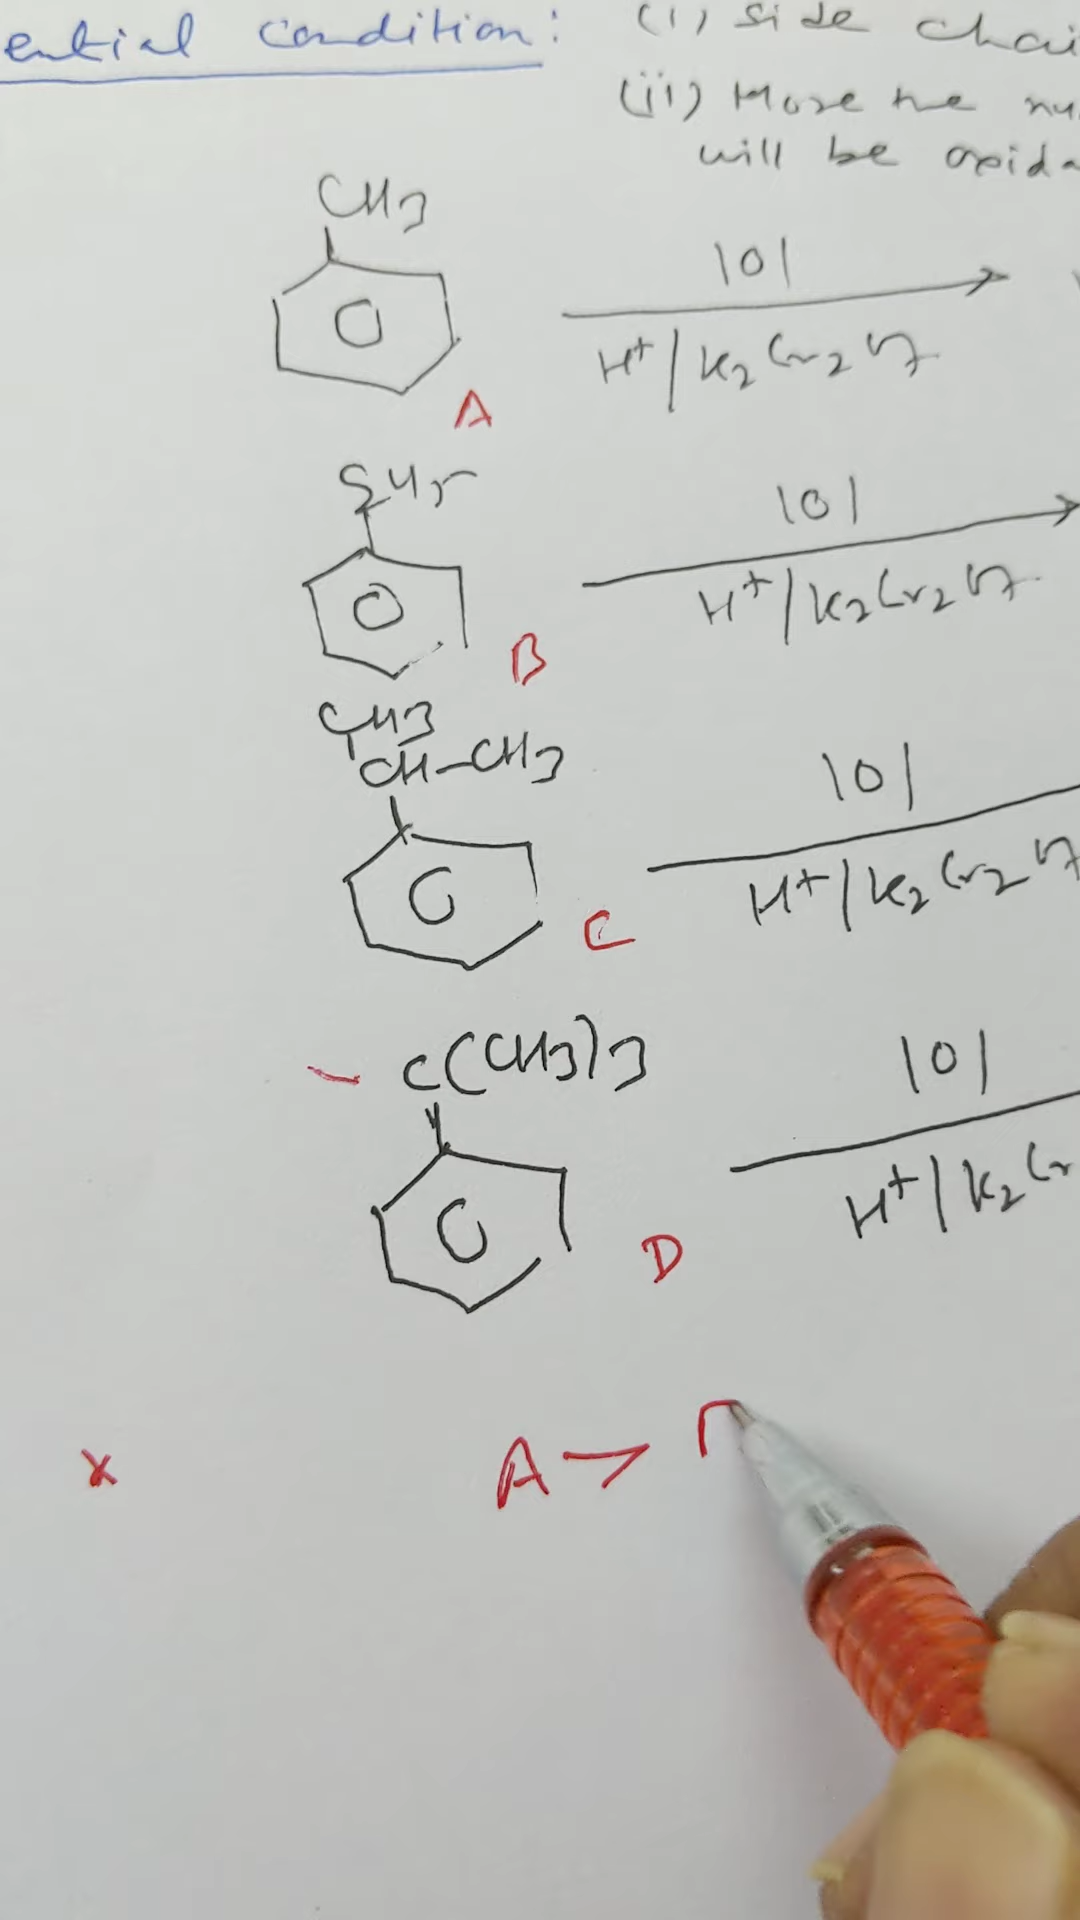 ential condition: (i) side chai
(ii) More the nu
will be oxida
CH3
|O|
H+/K2Cr2O7
A
C2H5
|O|
H+/K2Cr2O7
B
CH3
CH-CH3
|O|
H+/K2Cr2O7
C
C(CH3)3
|O|
H+/K2Cr
D
x A >